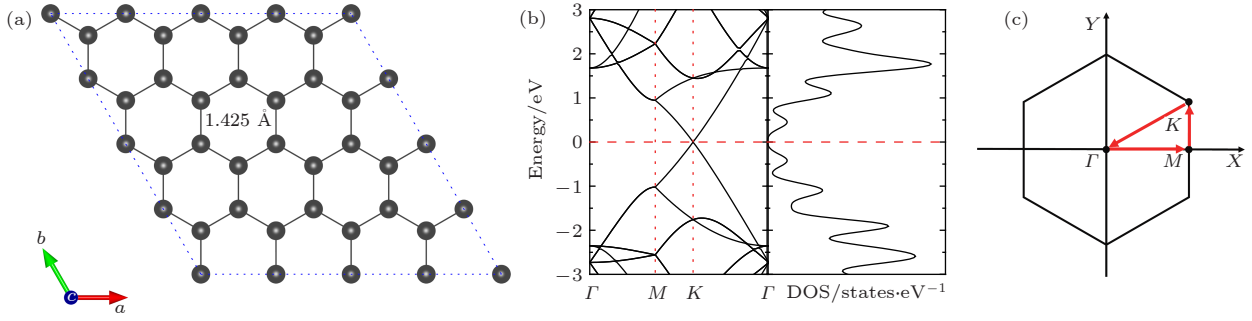 (a)
1.425 Å
b
c
a
(b)
Energy/eV
3
2
1
0
−1
−2
−3
Γ
M
K
Γ
DOS/states·eV⁻¹
(c)
Y
K
Γ
M
X